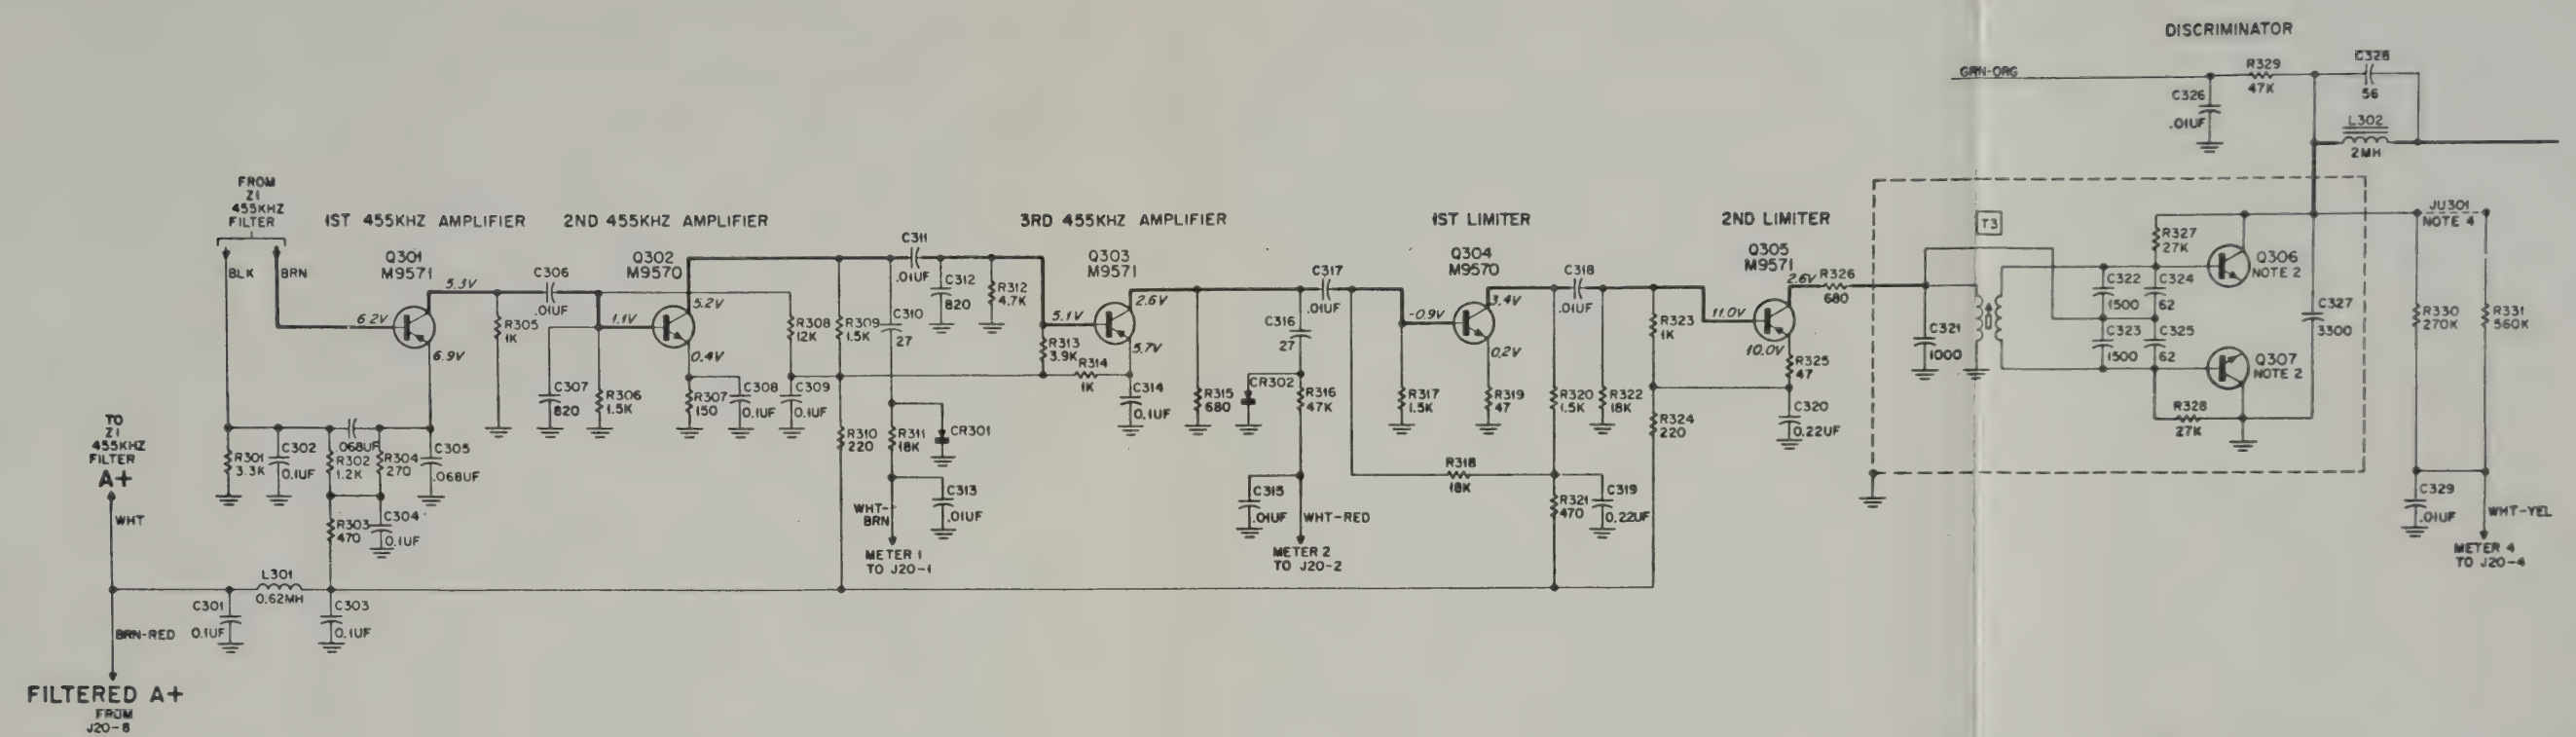 DISCRIMINATOR
GRN-ORG
R329
47K
C328
56
C326
.01UF
L302
2MH
FROM
Z1
455KHZ
FILTER
BLK
BRN
1ST 455KHZ AMPLIFIER
2ND 455KHZ AMPLIFIER
3RD 455KHZ AMPLIFIER
1ST LIMITER
2ND LIMITER
Q301
M9571
5.3V
6.2V
6.9V
R305
1K
C306
.01UF
Q302
M9570
1.1V
5.2V
0.4V
C307
820
R306
1.5K
R307
150
C308
0.1UF
R308
12K
C309
0.1UF
R309
1.5K
R310
220
C311
.01UF
C310
27
C312
820
R312
4.7K
R311
18K
CR301
C313
.01UF
WHT-
BRN
METER 1
TO J20-1
Q303
M9571
5.1V
2.6V
5.7V
R313
3.9K
R314
1K
C314
0.1UF
R315
680
C316
27
CR302
R316
47K
C317
.01UF
C315
.01UF
WHT-RED
METER 2
TO J20-2
Q304
M9570
-0.9V
3.4V
0.2V
R317
1.5K
R319
47
R318
18K
C318
.01UF
R320
1.5K
R322
18K
R321
470
C319
0.22UF
R323
1K
R324
220
Q305
M9571
11.0V
2.6V
10.0V
R326
680
R325
47
C320
0.22UF
C321
1000
T3
C322
1500
C323
1500
C324
62
C325
62
R327
27K
R328
27K
Q306
NOTE 2
Q307
NOTE 2
C327
3300
JU301
NOTE 4
R330
270K
R331
560K
C329
.01UF
WHT-YEL
METER 4
TO J20-4
R301
3.3K
C302
0.1UF
.068UF
R302
1.2K
R304
270
C305
.068UF
R303
470
C304
0.1UF
TO
Z1
455KHZ
FILTER
A+
WHT
L301
0.62MH
C301
0.1UF
C303
0.1UF
BRN-RED
FILTERED A+
FROM
J20-8